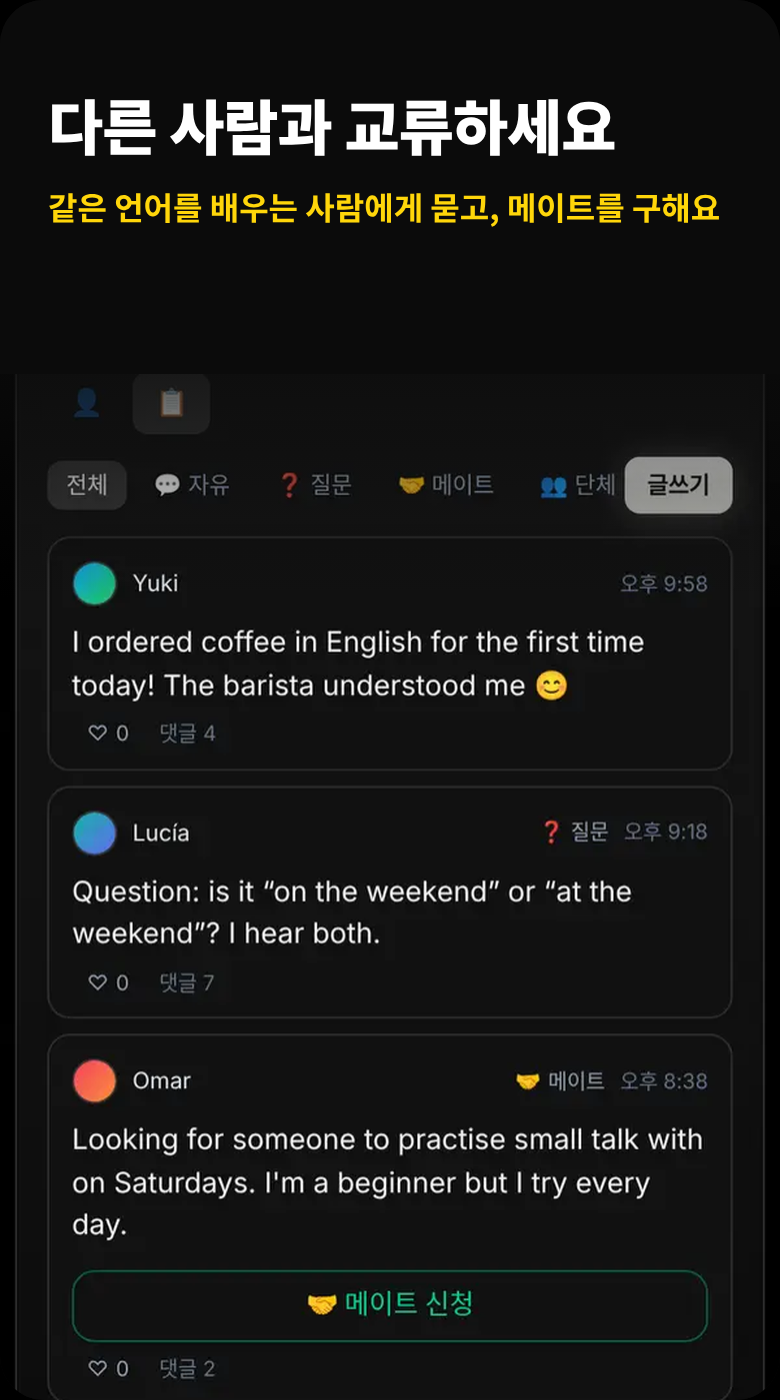 다른 사람과 교류하세요
같은 언어를 배우는 사람에게 묻고, 메이트를 구해요
전체 💬 자유 ❓ 질문 🤝 메이트 👥 단체 글쓰기
Yuki 오후 9:58
I ordered coffee in English for the first time
today! The barista understood me 😊
♡ 0 댓글 4
Lucía ❓ 질문 오후 9:18
Question: is it “on the weekend” or “at the
weekend”? I hear both.
♡ 0 댓글 7
Omar 🤝 메이트 오후 8:38
Looking for someone to practise small talk with
on Saturdays. I'm a beginner but I try every
day.
🤝 메이트 신청
♡ 0 댓글 2